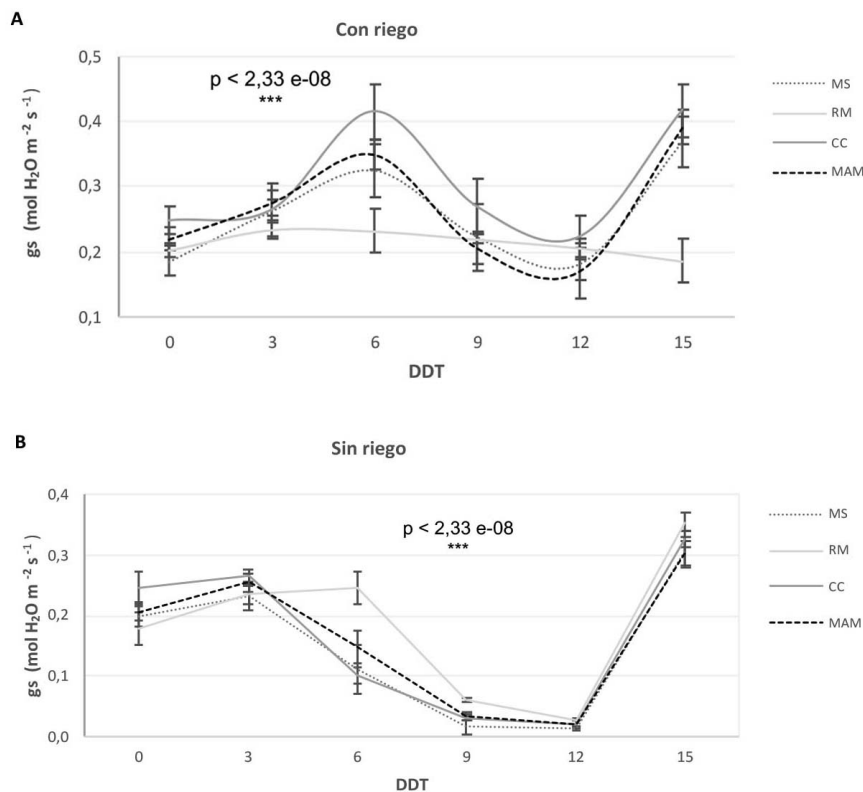 A
Con riego
gs (mol H₂O m⁻² s⁻¹)
0,5
0,4
0,3
0,2
0,1
p < 2,33 e-08
***
MS
RM
CC
MAM
0 3 6 9 12 15
DDT
B
Sin riego
gs (mol H₂O m⁻² s⁻¹)
0,4
0,3
0,2
0,1
0,0
p < 2,33 e-08
***
MS
RM
CC
MAM
0 3 6 9 12 15
DDT